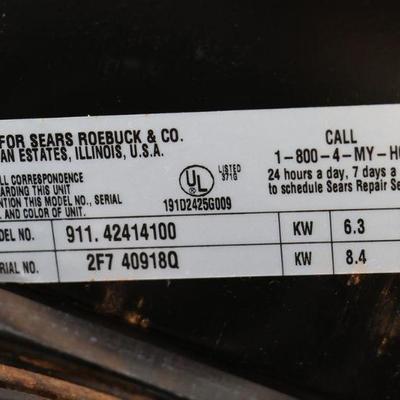 FOR SEARS ROEBUCK & CO.
AN ESTATES, ILLINOIS, U.S.A.
CALL
1-800-4-MY-H
24 hours a day, 7 days a
to schedule Sears Repair Se
LL CORRESPONDENCE
ARDING THIS UNIT
NTION THIS MODEL NO., SERIAL
, AND COLOR OF UNIT.
UL
LISTED
971G
191D2425G009
DEL NO. 911. 42414100 KW 6.3
RIAL NO. 2F7 40918Q KW 8.4